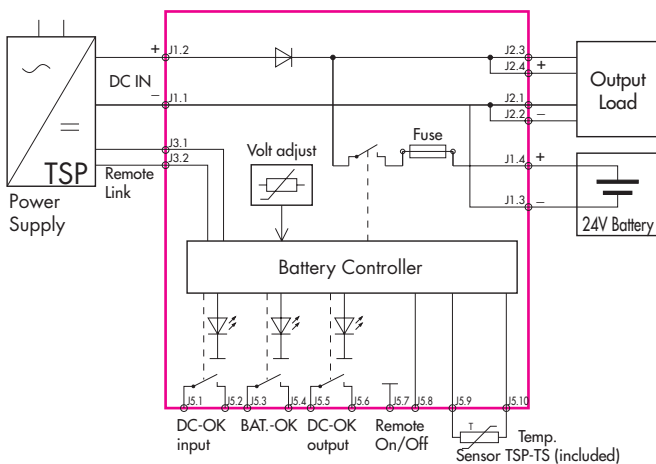 +
J1.2
DC IN
−
J1.1
J3.1
J3.2
TSP
Remote
Link
Power
Supply
Volt adjust
Fuse
J2.3
J2.4
+
J2.1
J2.2
−
Output
Load
J1.4
+
J1.3
−
24V Battery
Battery Controller
J5.1
J5.2
J5.3
J5.4
J5.5
J5.6
J5.7
J5.8
J5.9
J5.10
DC-OK
input
BAT.-OK
DC-OK
output
Remote
On/Off
T
Temp.
Sensor TSP-TS (included)